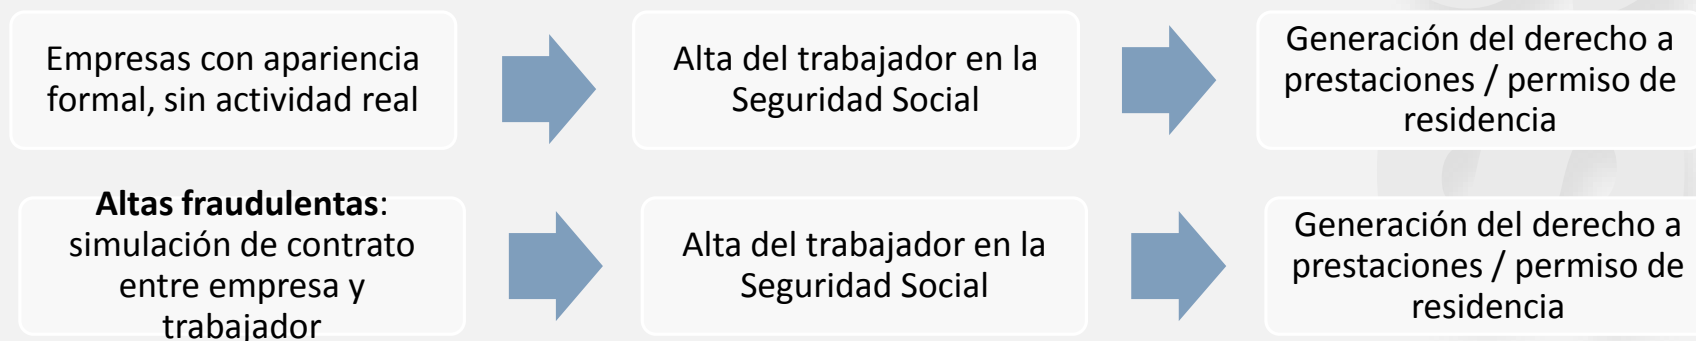 Empresas con apariencia
formal, sin actividad real
Alta del trabajador en la
Seguridad Social
Generación del derecho a
prestaciones / permiso de
residencia
Altas fraudulentas:
simulación de contrato
entre empresa y
trabajador
Alta del trabajador en la
Seguridad Social
Generación del derecho a
prestaciones / permiso de
residencia